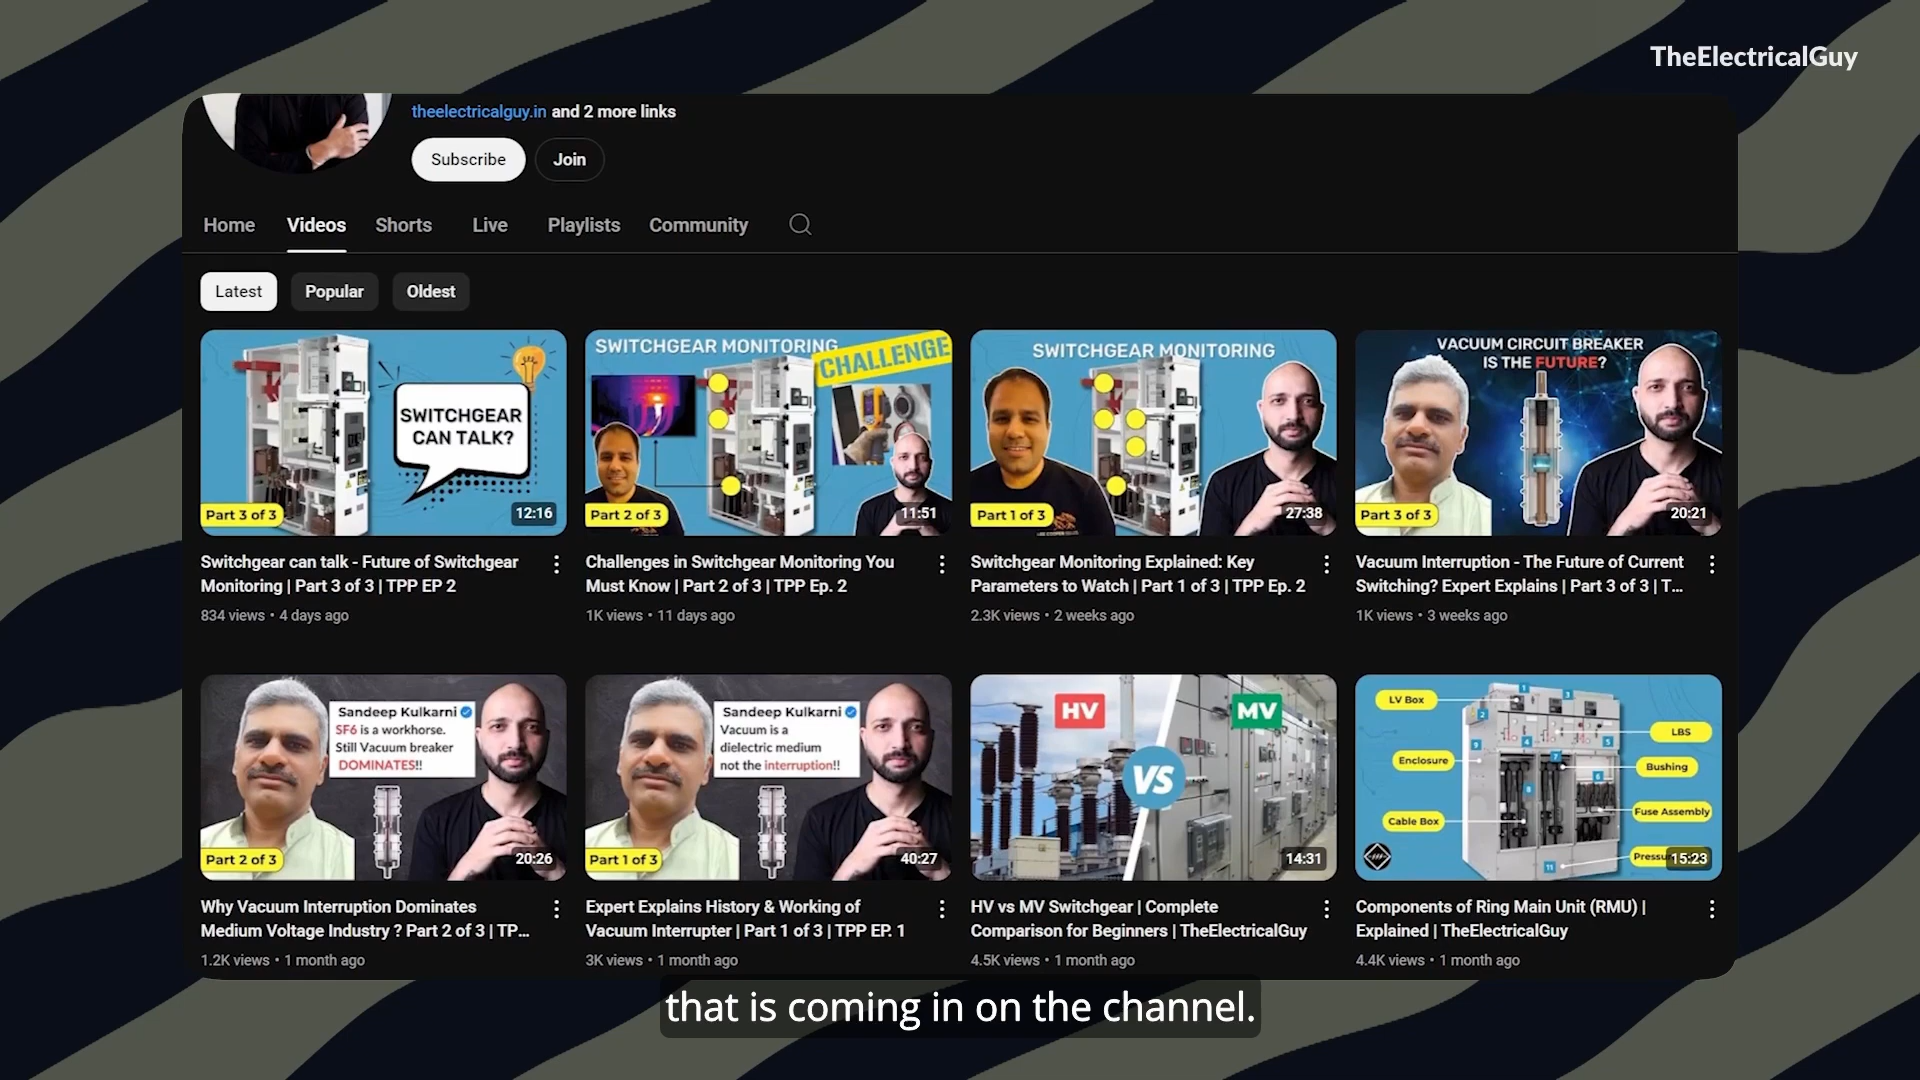 TheElectricalGuy
theelectricalguy.in and 2 more links
Subscribe
Join
Home
Videos
Shorts
Live
Playlists
Community
Latest
Popular
Oldest
SWITCHGEAR
CAN TALK?
Part 3 of 3
12:16
SWITCHGEAR MONITORING
CHALLENGE
Part 2 of 3
11:51
SWITCHGEAR MONITORING
Part 1 of 3
27:38
VACUUM CIRCUIT BREAKER
IS THE FUTURE?
Part 3 of 3
20:21
Switchgear can talk - Future of Switchgear
Monitoring | Part 3 of 3 | TPP EP 2
834 views • 4 days ago
Challenges in Switchgear Monitoring You
Must Know | Part 2 of 3 | TPP Ep. 2
1K views • 11 days ago
Switchgear Monitoring Explained: Key
Parameters to Watch | Part 1 of 3 | TPP Ep. 2
2.3K views • 2 weeks ago
Vacuum Interruption - The Future of Current
Switching? Expert Explains | Part 3 of 3 | T...
1K views • 3 weeks ago
Sandeep Kulkarni
SF6 is a workhorse.
Still Vacuum breaker
DOMINATES!!
Part 2 of 3
20:26
Sandeep Kulkarni
Vacuum is a
dielectric medium
not the interruption!!
Part 1 of 3
40:27
HV
VS
MV
14:31
LV Box
LBS
Enclosure
Bushing
Fuse Assembly
Cable Box
Pressu
15:23
Why Vacuum Interruption Dominates
Medium Voltage Industry ? Part 2 of 3 | TP...
1.2K views • 1 month ago
Expert Explains History & Working of
Vacuum Interrupter | Part 1 of 3 | TPP EP. 1
3K views • 1 month ago
HV vs MV Switchgear | Complete
Comparison for Beginners | TheElectricalGuy
4.5K views • 1 month ago
Components of Ring Main Unit (RMU) |
Explained | TheElectricalGuy
4.4K views • 1 month ago
that is coming in on the channel.